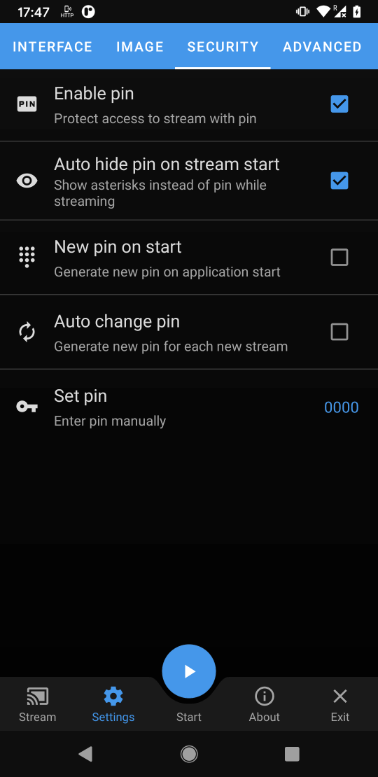 17:47
HTTP
R
INTERFACE IMAGE SECURITY ADVANCED
PIN
Enable pin
Protect access to stream with pin
Auto hide pin on stream start
Show asterisks instead of pin while
streaming
New pin on start
Generate new pin on application start
Auto change pin
Generate new pin for each new stream
Set pin
Enter pin manually
0000
Stream Settings Start About Exit